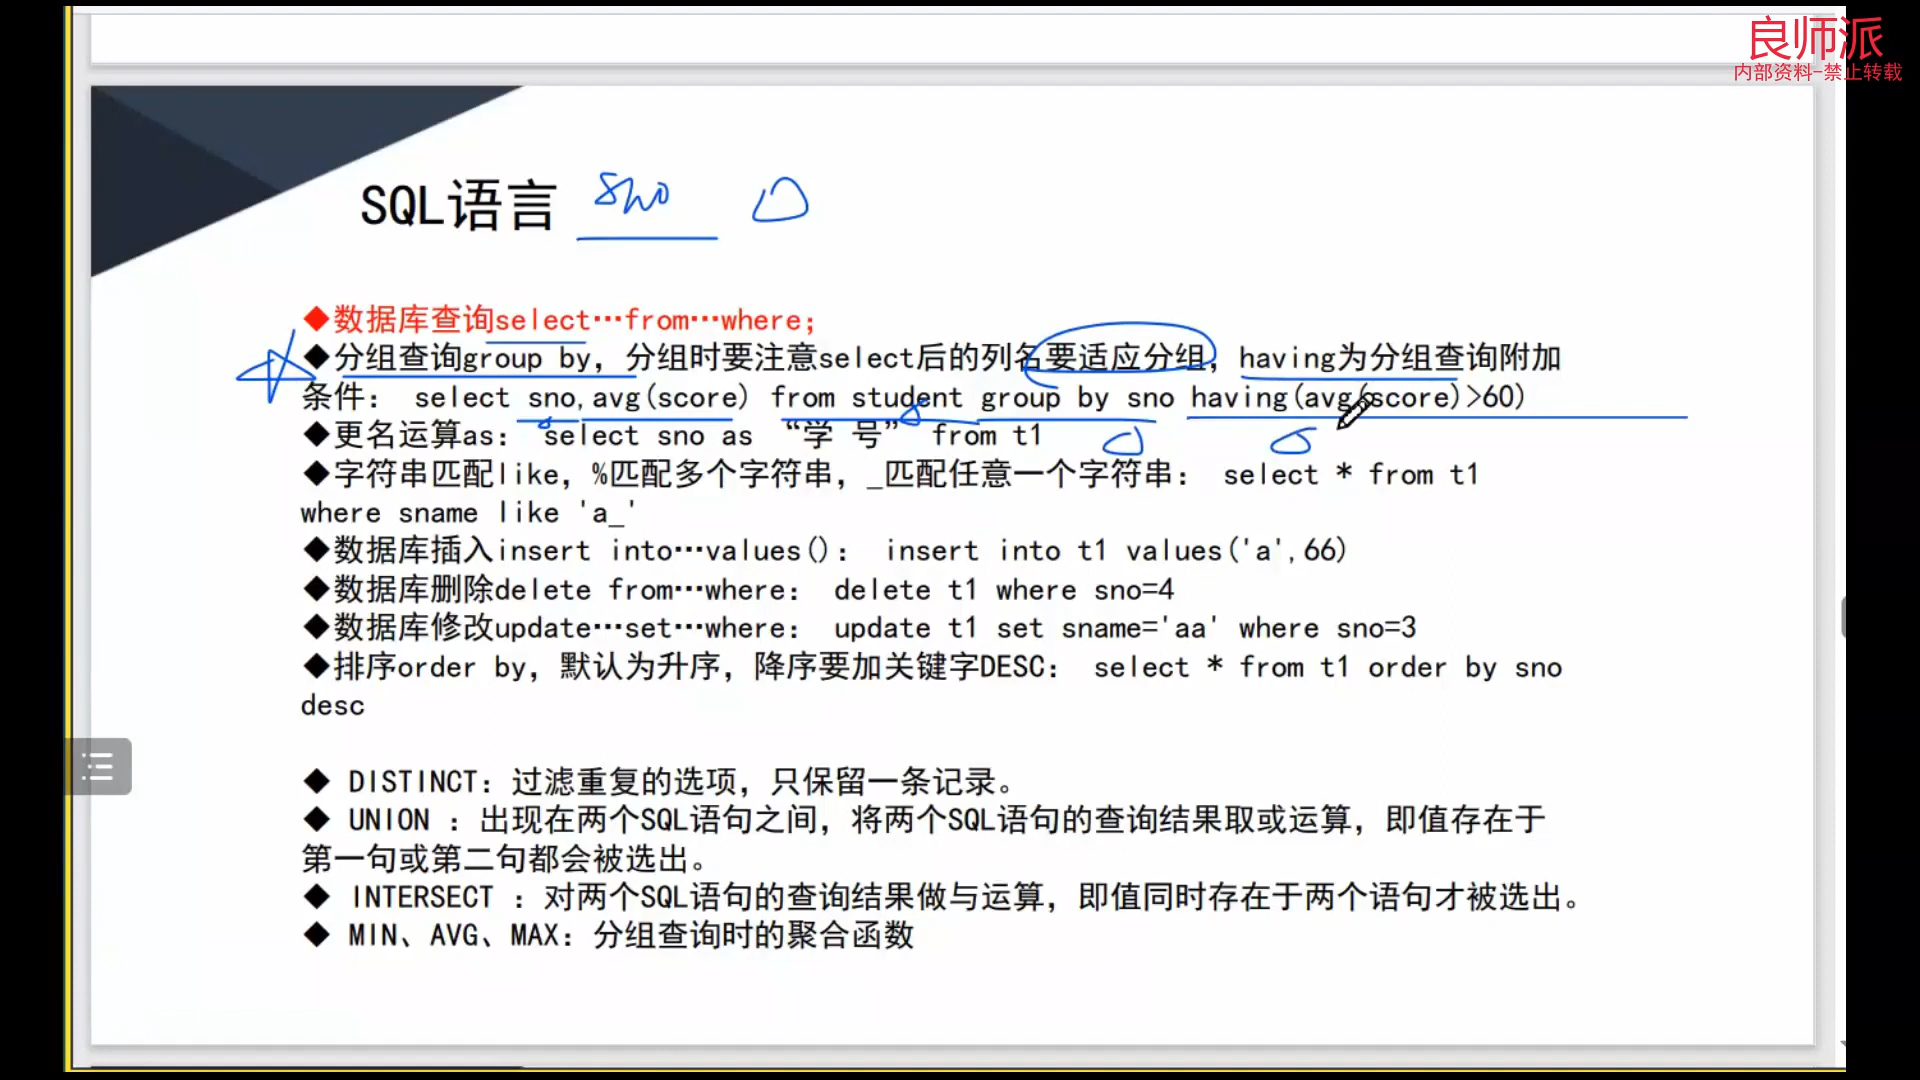 良师派
内部资料-禁止转载
SQL语言 sno
◆数据库查询select…from…where;
◆分组查询group by，分组时要注意select后的列名要适应分组，having为分组查询附加
条件： select sno,avg(score) from student group by sno having(avg(score)>60)
◆更名运算as： select sno as “学 号” from t1
◆字符串匹配like，%匹配多个字符串，_匹配任意一个字符串： select * from t1
where sname like 'a_'
◆数据库插入insert into…values()： insert into t1 values('a',66)
◆数据库删除delete from…where： delete t1 where sno=4
◆数据库修改update…set…where： update t1 set sname='aa' where sno=3
◆排序order by，默认为升序，降序要加关键字DESC： select * from t1 order by sno
desc
◆ DISTINCT：过滤重复的选项，只保留一条记录。
◆ UNION ：出现在两个SQL语句之间，将两个SQL语句的查询结果取或运算，即值存在于
第一句或第二句都会被选出。
◆ INTERSECT ：对两个SQL语句的查询结果做与运算，即值同时存在于两个语句才被选出。
◆ MIN、AVG、MAX：分组查询时的聚合函数